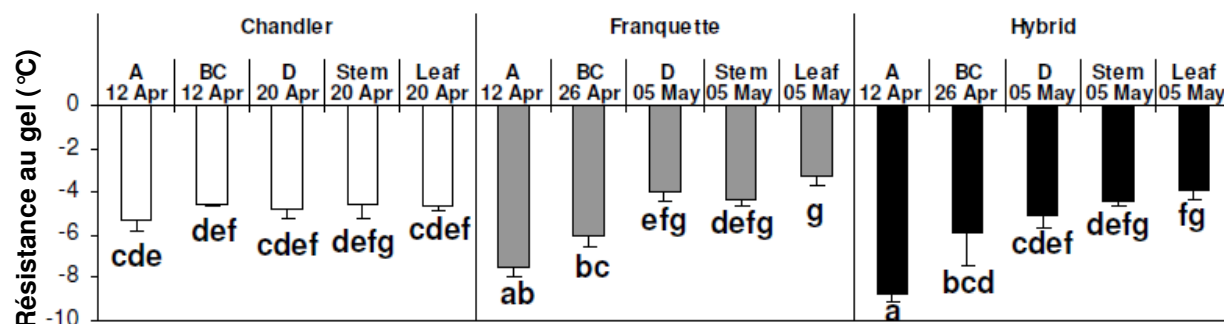 Chandler Franquette Hybrid
A BC D Stem Leaf A BC D Stem Leaf A BC D Stem Leaf
12 Apr 12 Apr 20 Apr 20 Apr 20 Apr 12 Apr 26 Apr 05 May 05 May 05 May 12 Apr 26 Apr 05 May 05 May 05 May
Résistance au gel (°C)
0
-2
-4
-6
-8
-10
cde def cdef defg cdef ab bc efg defg g a bcd cdef defg fg